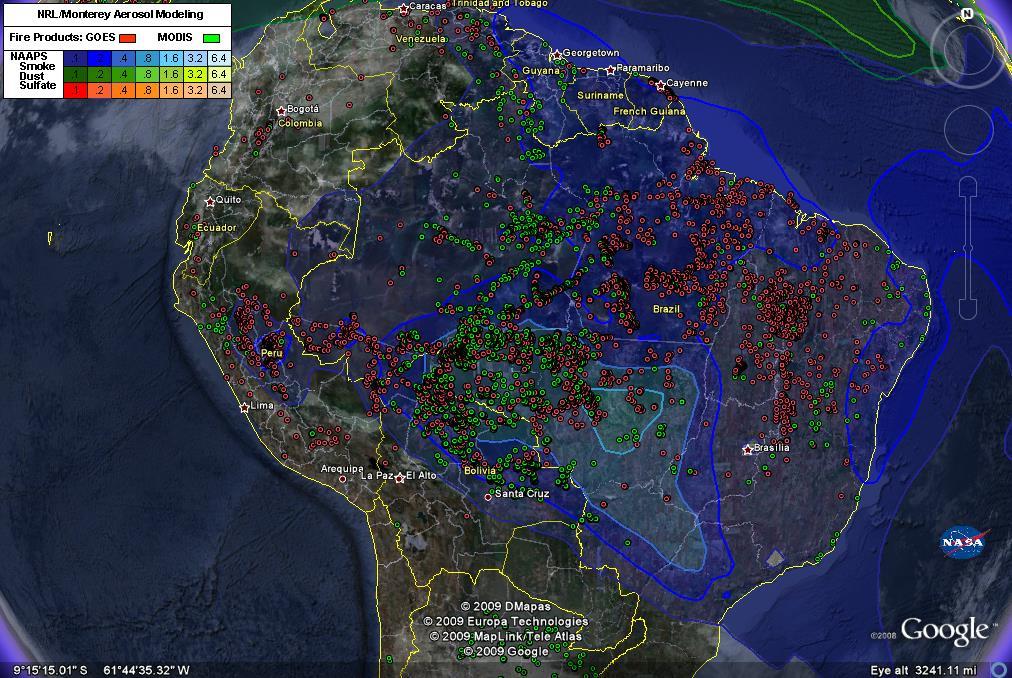 NRL/Monterey Aerosol Modeling
Fire Products: GOES MODIS
NAAPS
Smoke .1 .2 .4 .8 1.6 3.2 6.4
Dust .1 .2 .4 .8 1.6 3.2 6.4
Sulfate .1 .2 .4 .8 1.6 3.2 6.4
Caracas
Trinidad and Tobago
Venezuela
N
Georgetown
Guyana
Paramaribo
Cayenne
Suriname
French Guiana
Bogotá
Colombia
Quito
Ecuador
Brazil
Peru
Lima
Brasília
Arequipa
La Paz
El Alto
Bolivia
Santa Cruz
NASA
© 2009 DMapas
© 2009 Europa Technologies
© 2009 MapLink/Tele Atlas
© 2009 Google
©2008 Google™
9°15'15.01" S 61°44'35.32" W
Eye alt 3241.11 mi